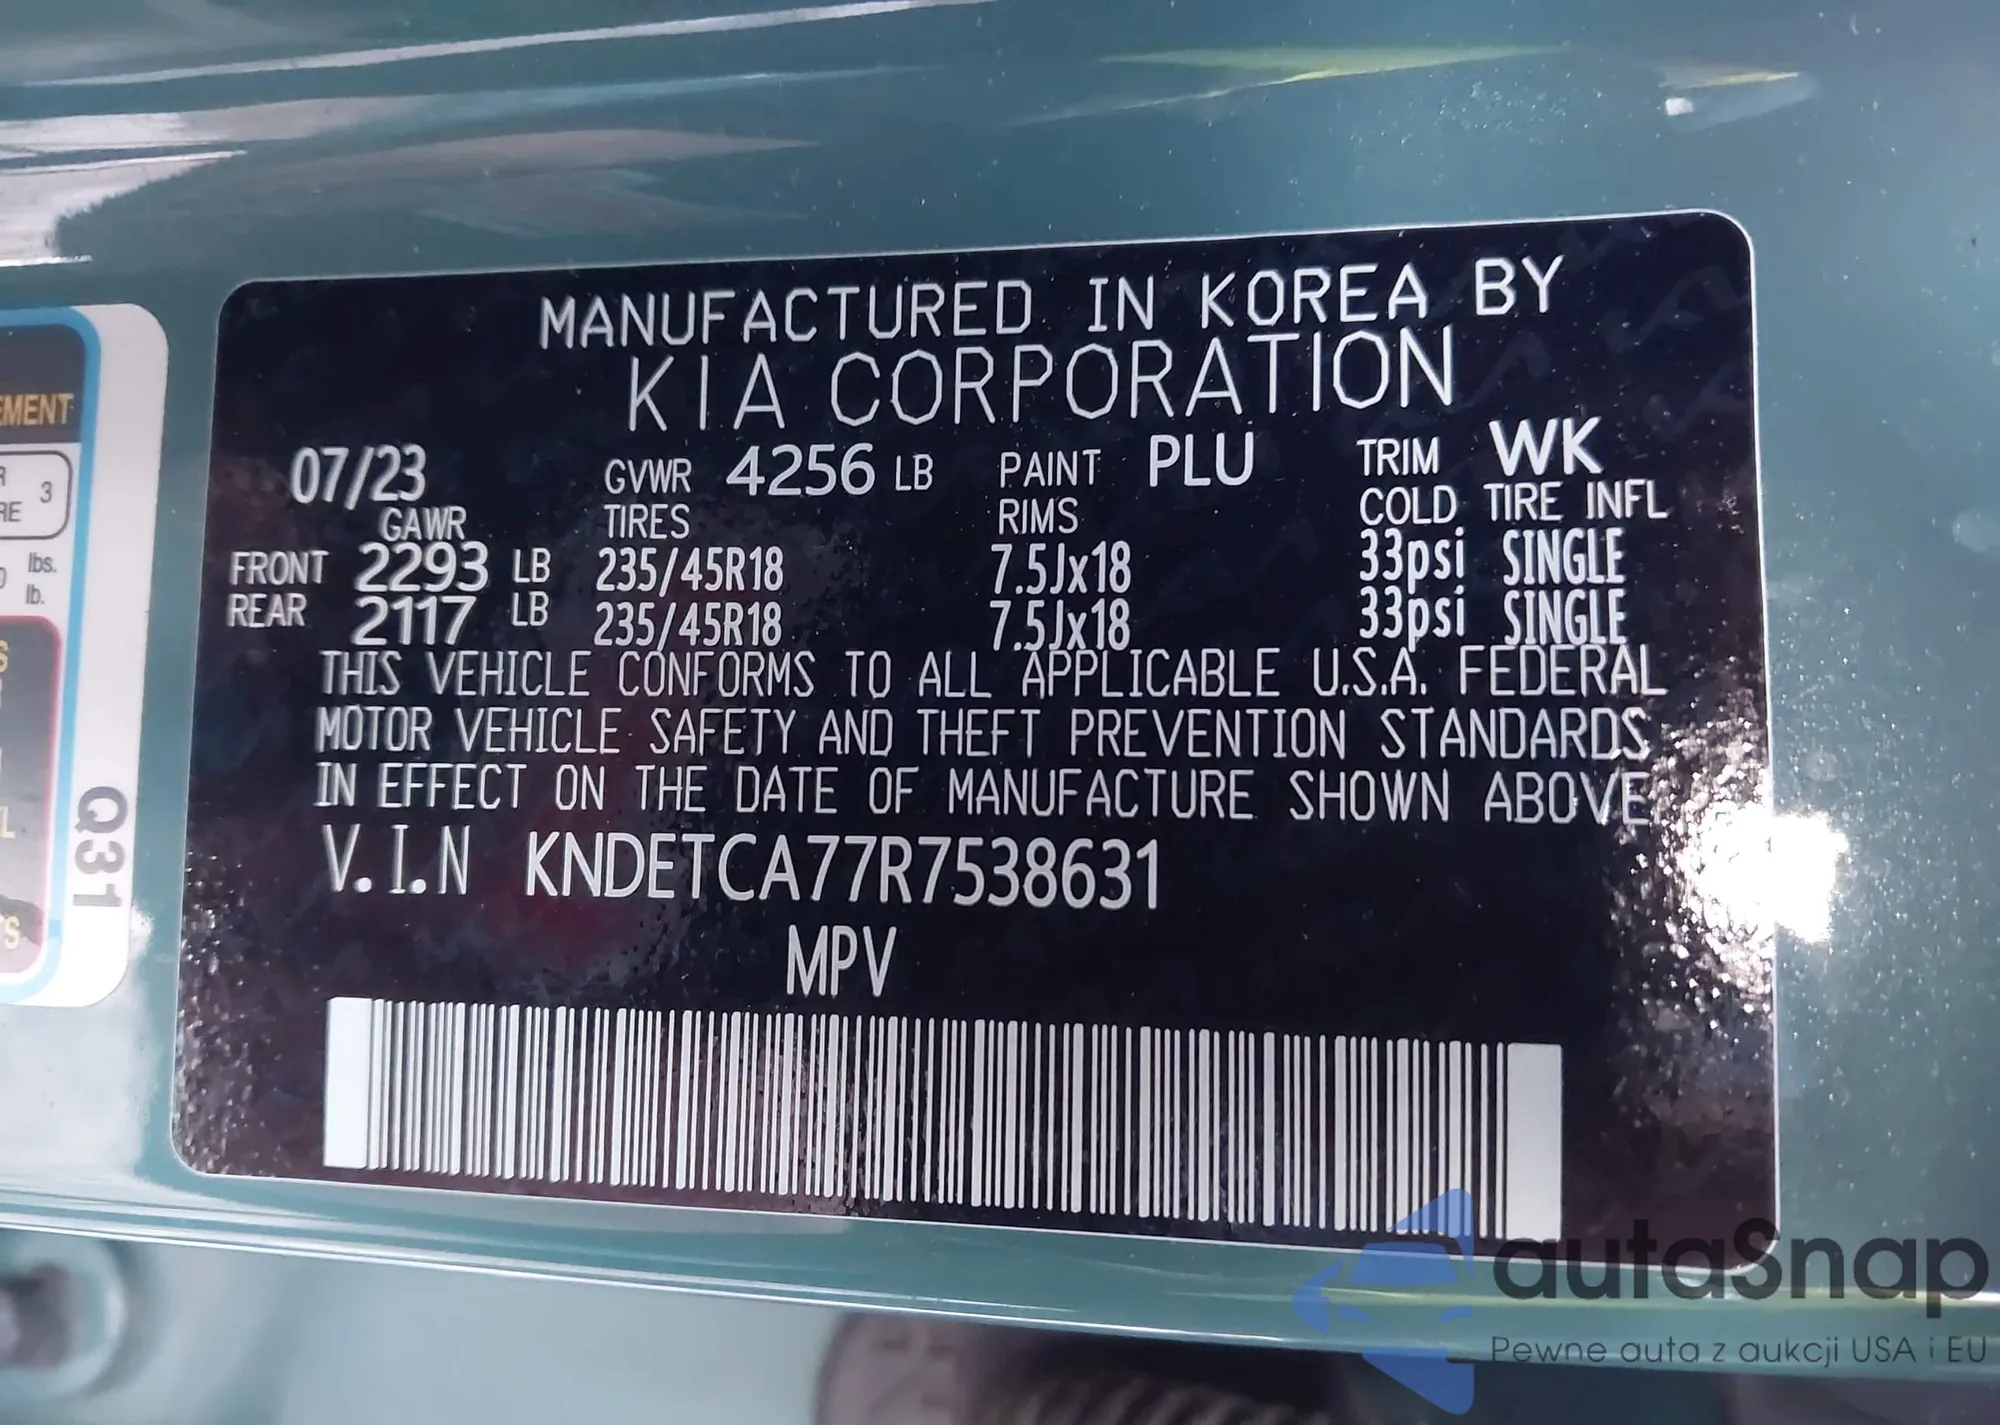 MANUFACTURED IN KOREA BY
KIA CORPORATION
07/23 GVWR 4256 LB PAINT PLU TRIM WK
GAWR TIRES RIMS COLD TIRE INFL
FRONT 2293 LB 235/45R18 7.5Jx18 33psi SINGLE
REAR 2117 LB 235/45R18 7.5Jx18 33psi SINGLE
THIS VEHICLE CONFORMS TO ALL APPLICABLE U.S.A. FEDERAL
MOTOR VEHICLE SAFETY AND THEFT PREVENTION STANDARDS
IN EFFECT ON THE DATE OF MANUFACTURE SHOWN ABOVE
V.I.N KNDETCA77R7538631
MPV
3
lbs.
lb.
Q31
autaSnap
Pewne auta z aukcji USA i EU